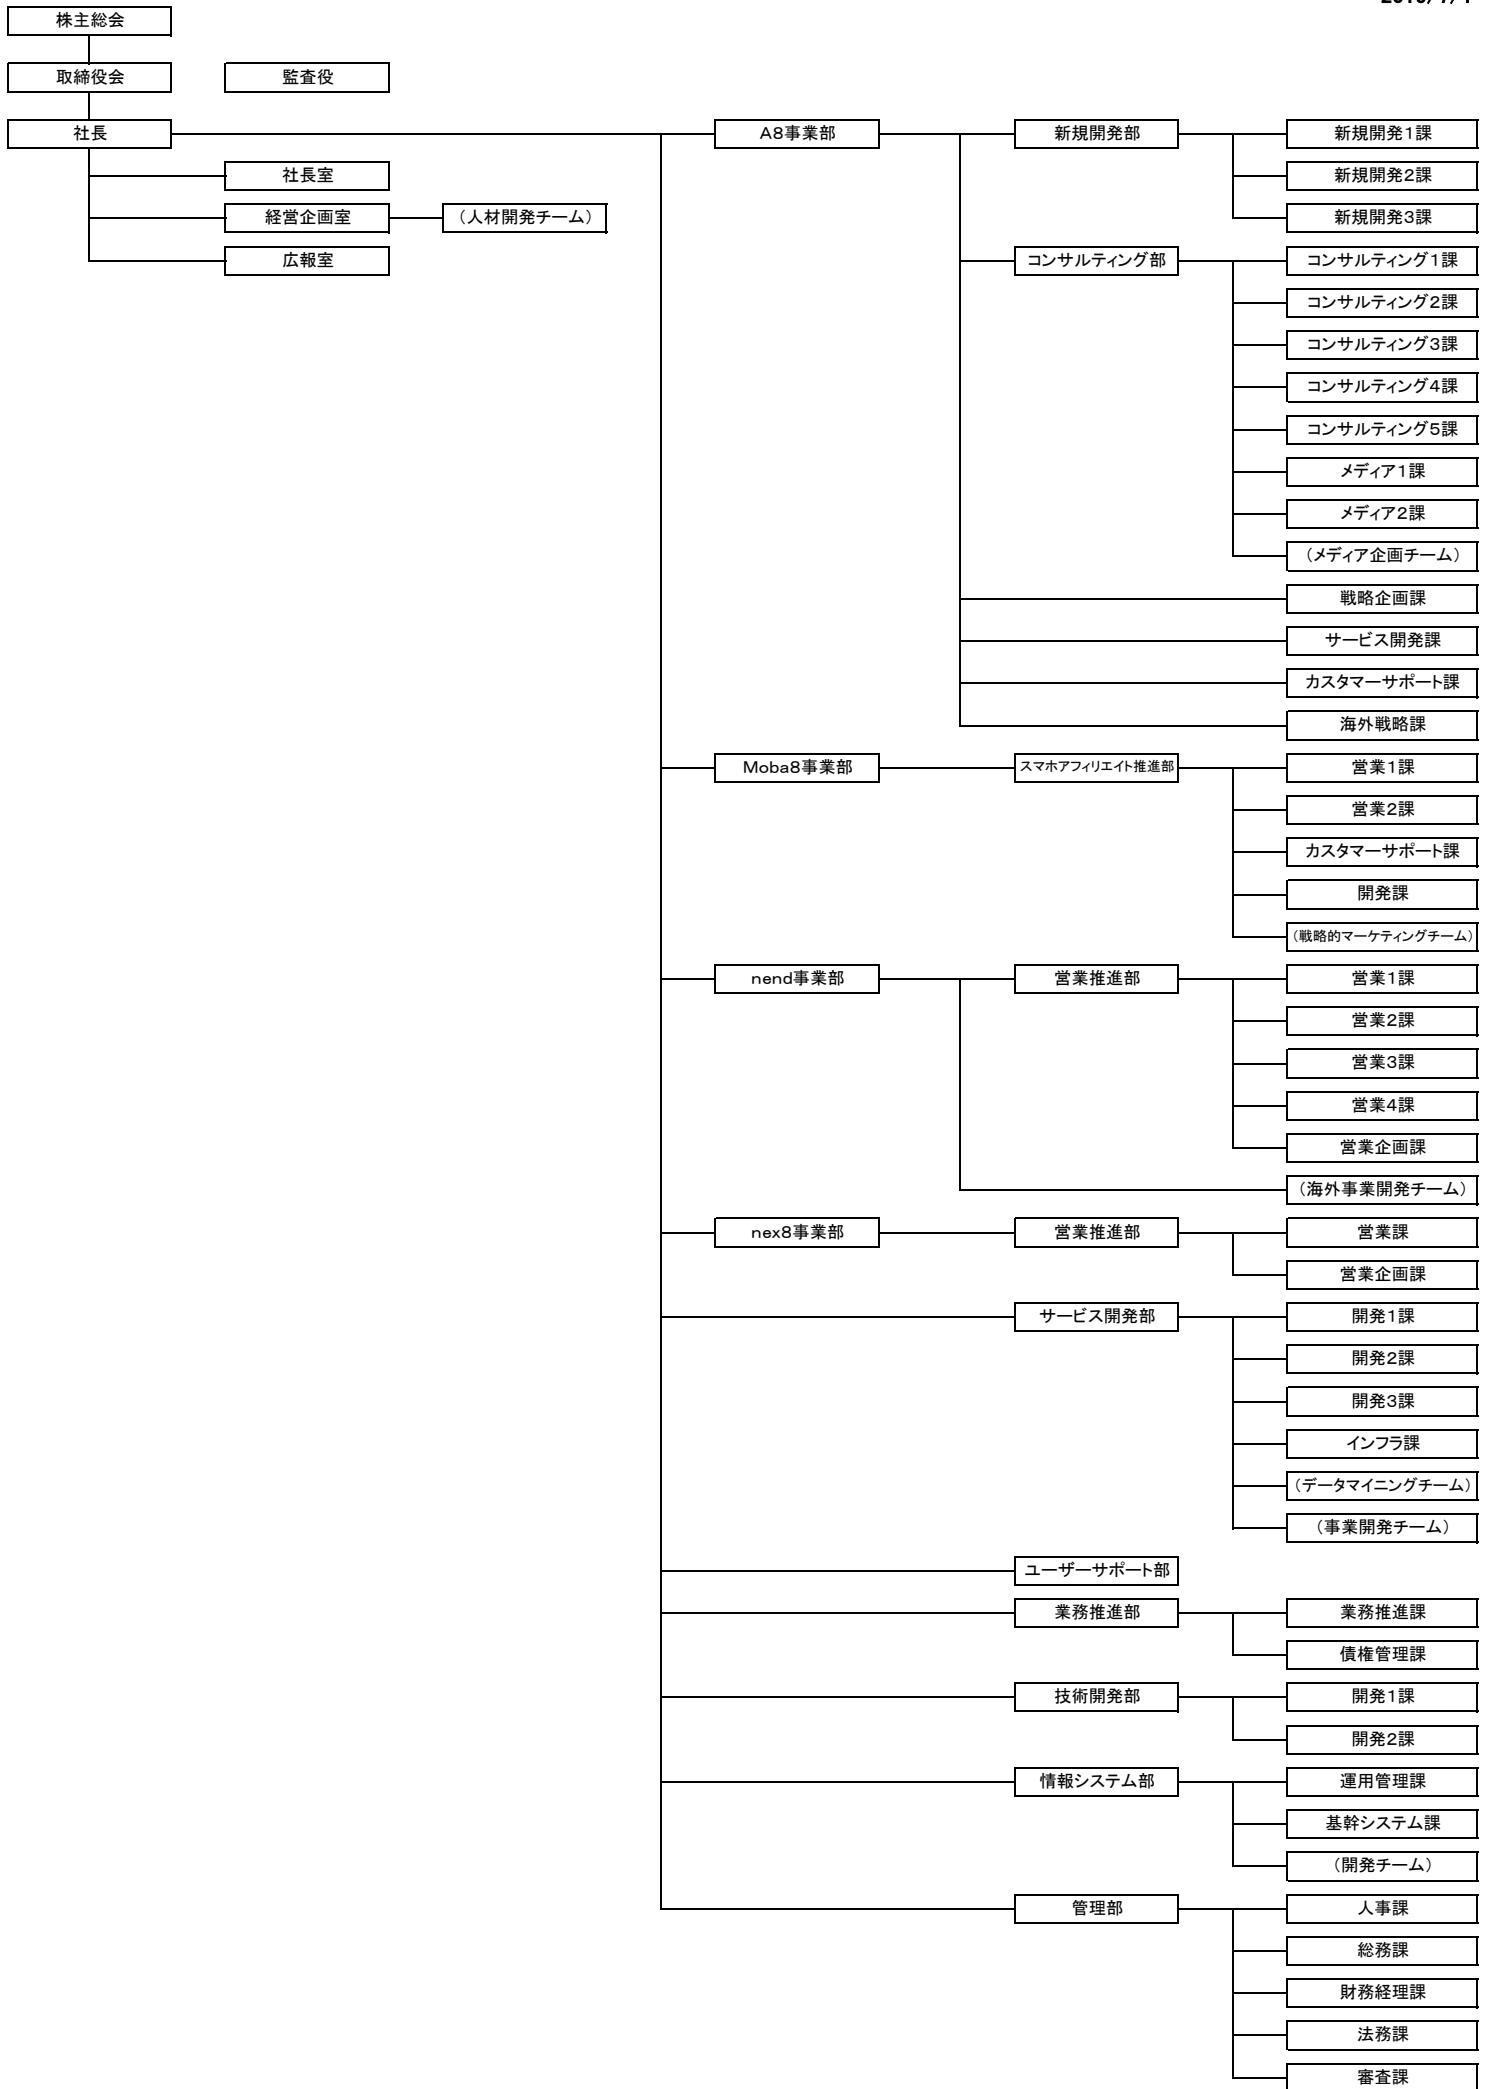 株主総会
取締役会
監査役
社長
A8事業部
新規開発部
新規開発1課
社長室
新規開発2課
経営企画室
（人材開発チーム）
新規開発3課
広報室
コンサルティング部
コンサルティング1課
コンサルティング2課
コンサルティング3課
コンサルティング4課
コンサルティング5課
メディア1課
メディア2課
（メディア企画チーム）
戦略企画課
サービス開発課
カスタマーサポート課
海外戦略課
Moba8事業部
スマホアフィリエイト推進部
営業1課
営業2課
カスタマーサポート課
開発課
（戦略的マーケティングチーム）
nend事業部
営業推進部
営業1課
営業2課
営業3課
営業4課
営業企画課
（海外事業開発チーム）
nex8事業部
営業推進部
営業課
営業企画課
サービス開発部
開発1課
開発2課
開発3課
インフラ課
（データマイニングチーム）
（事業開発チーム）
ユーザーサポート部
業務推進部
業務推進課
債権管理課
技術開発部
開発1課
開発2課
情報システム部
運用管理課
基幹システム課
（開発チーム）
管理部
人事課
総務課
財務経理課
法務課
審査課